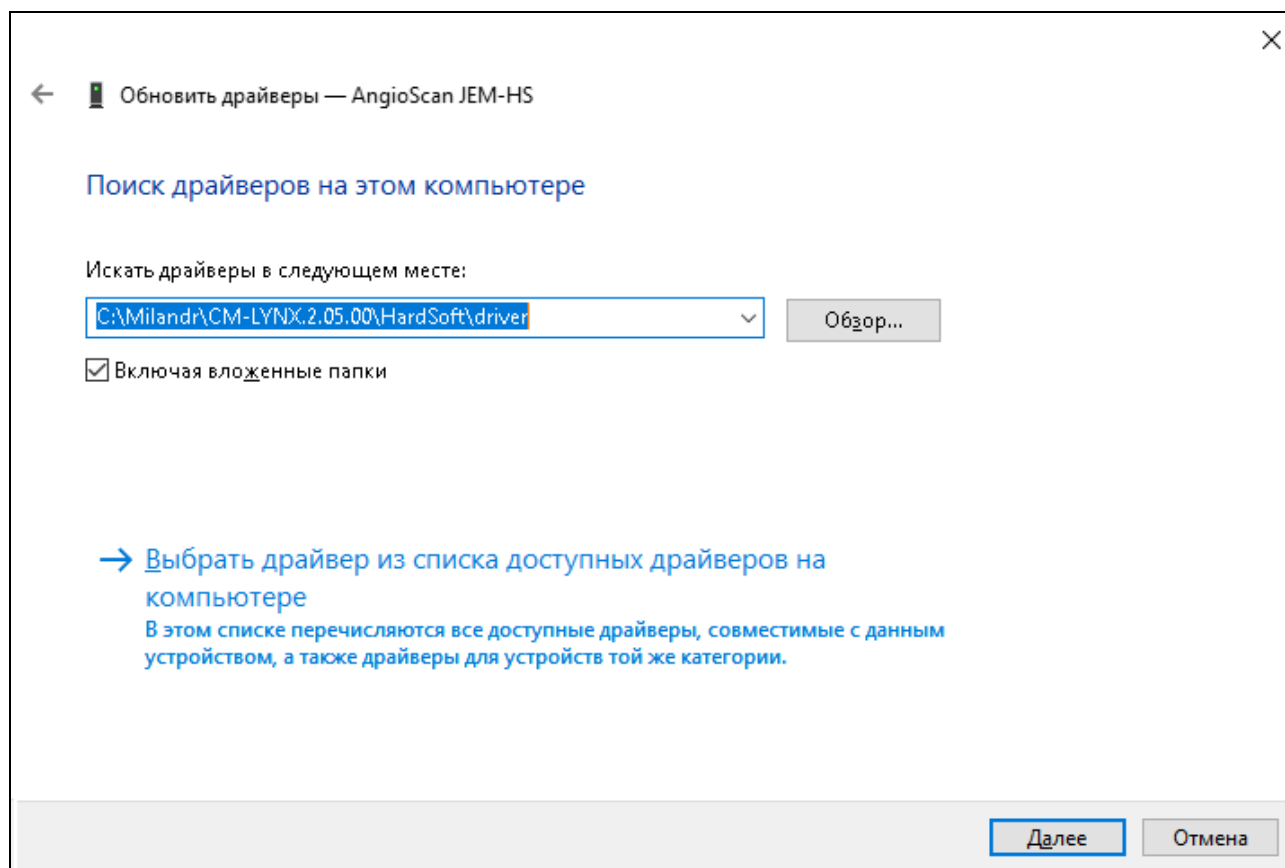 Обновить драйверы — AngioScan JEM-HS
Поиск драйверов на этом компьютере
Искать драйверы в следующем месте:
C:\Milandr\CM-LYNX.2.05.00\HardSoft\driver
Обзор...
Включая вложенные папки
Выбрать драйвер из списка доступных драйверов на
компьютере
В этом списке перечисляются все доступные драйверы, совместимые с данным
устройством, а также драйверы для устройств той же категории.
Далее
Отмена